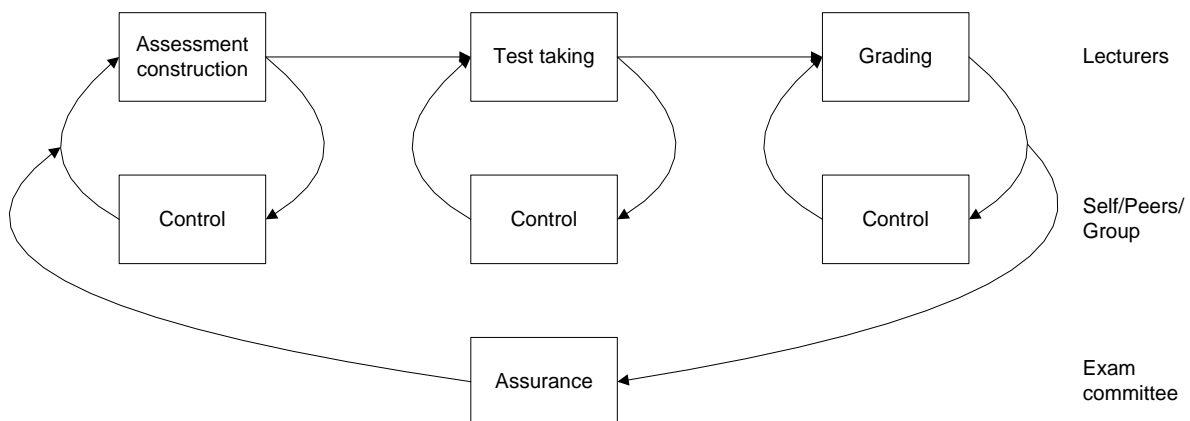 Assessment
construction
Test taking
Grading
Lecturers
Control
Control
Control
Self/Peers/
Group
Assurance
Exam
committee